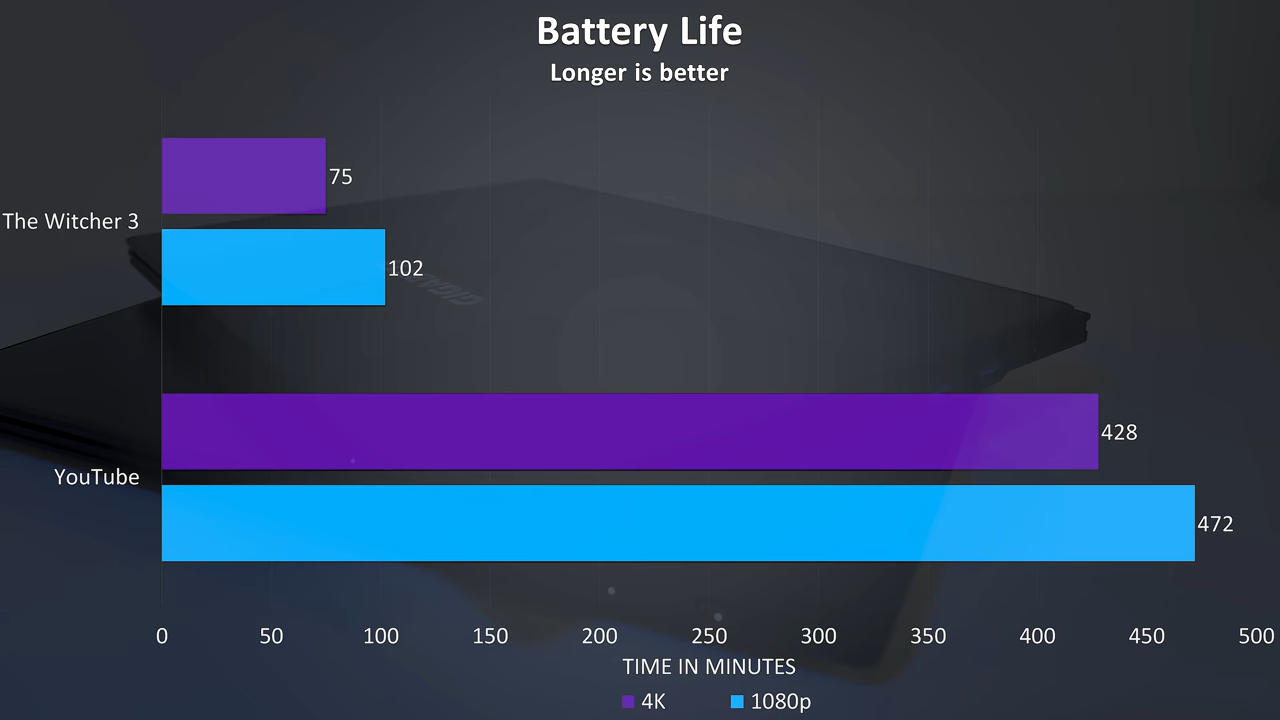 Battery Life
Longer is better
75
The Witcher 3
102
428
YouTube
472
0 50 100 150 200 250 300 350 400 450 500
TIME IN MINUTES
4K 1080p